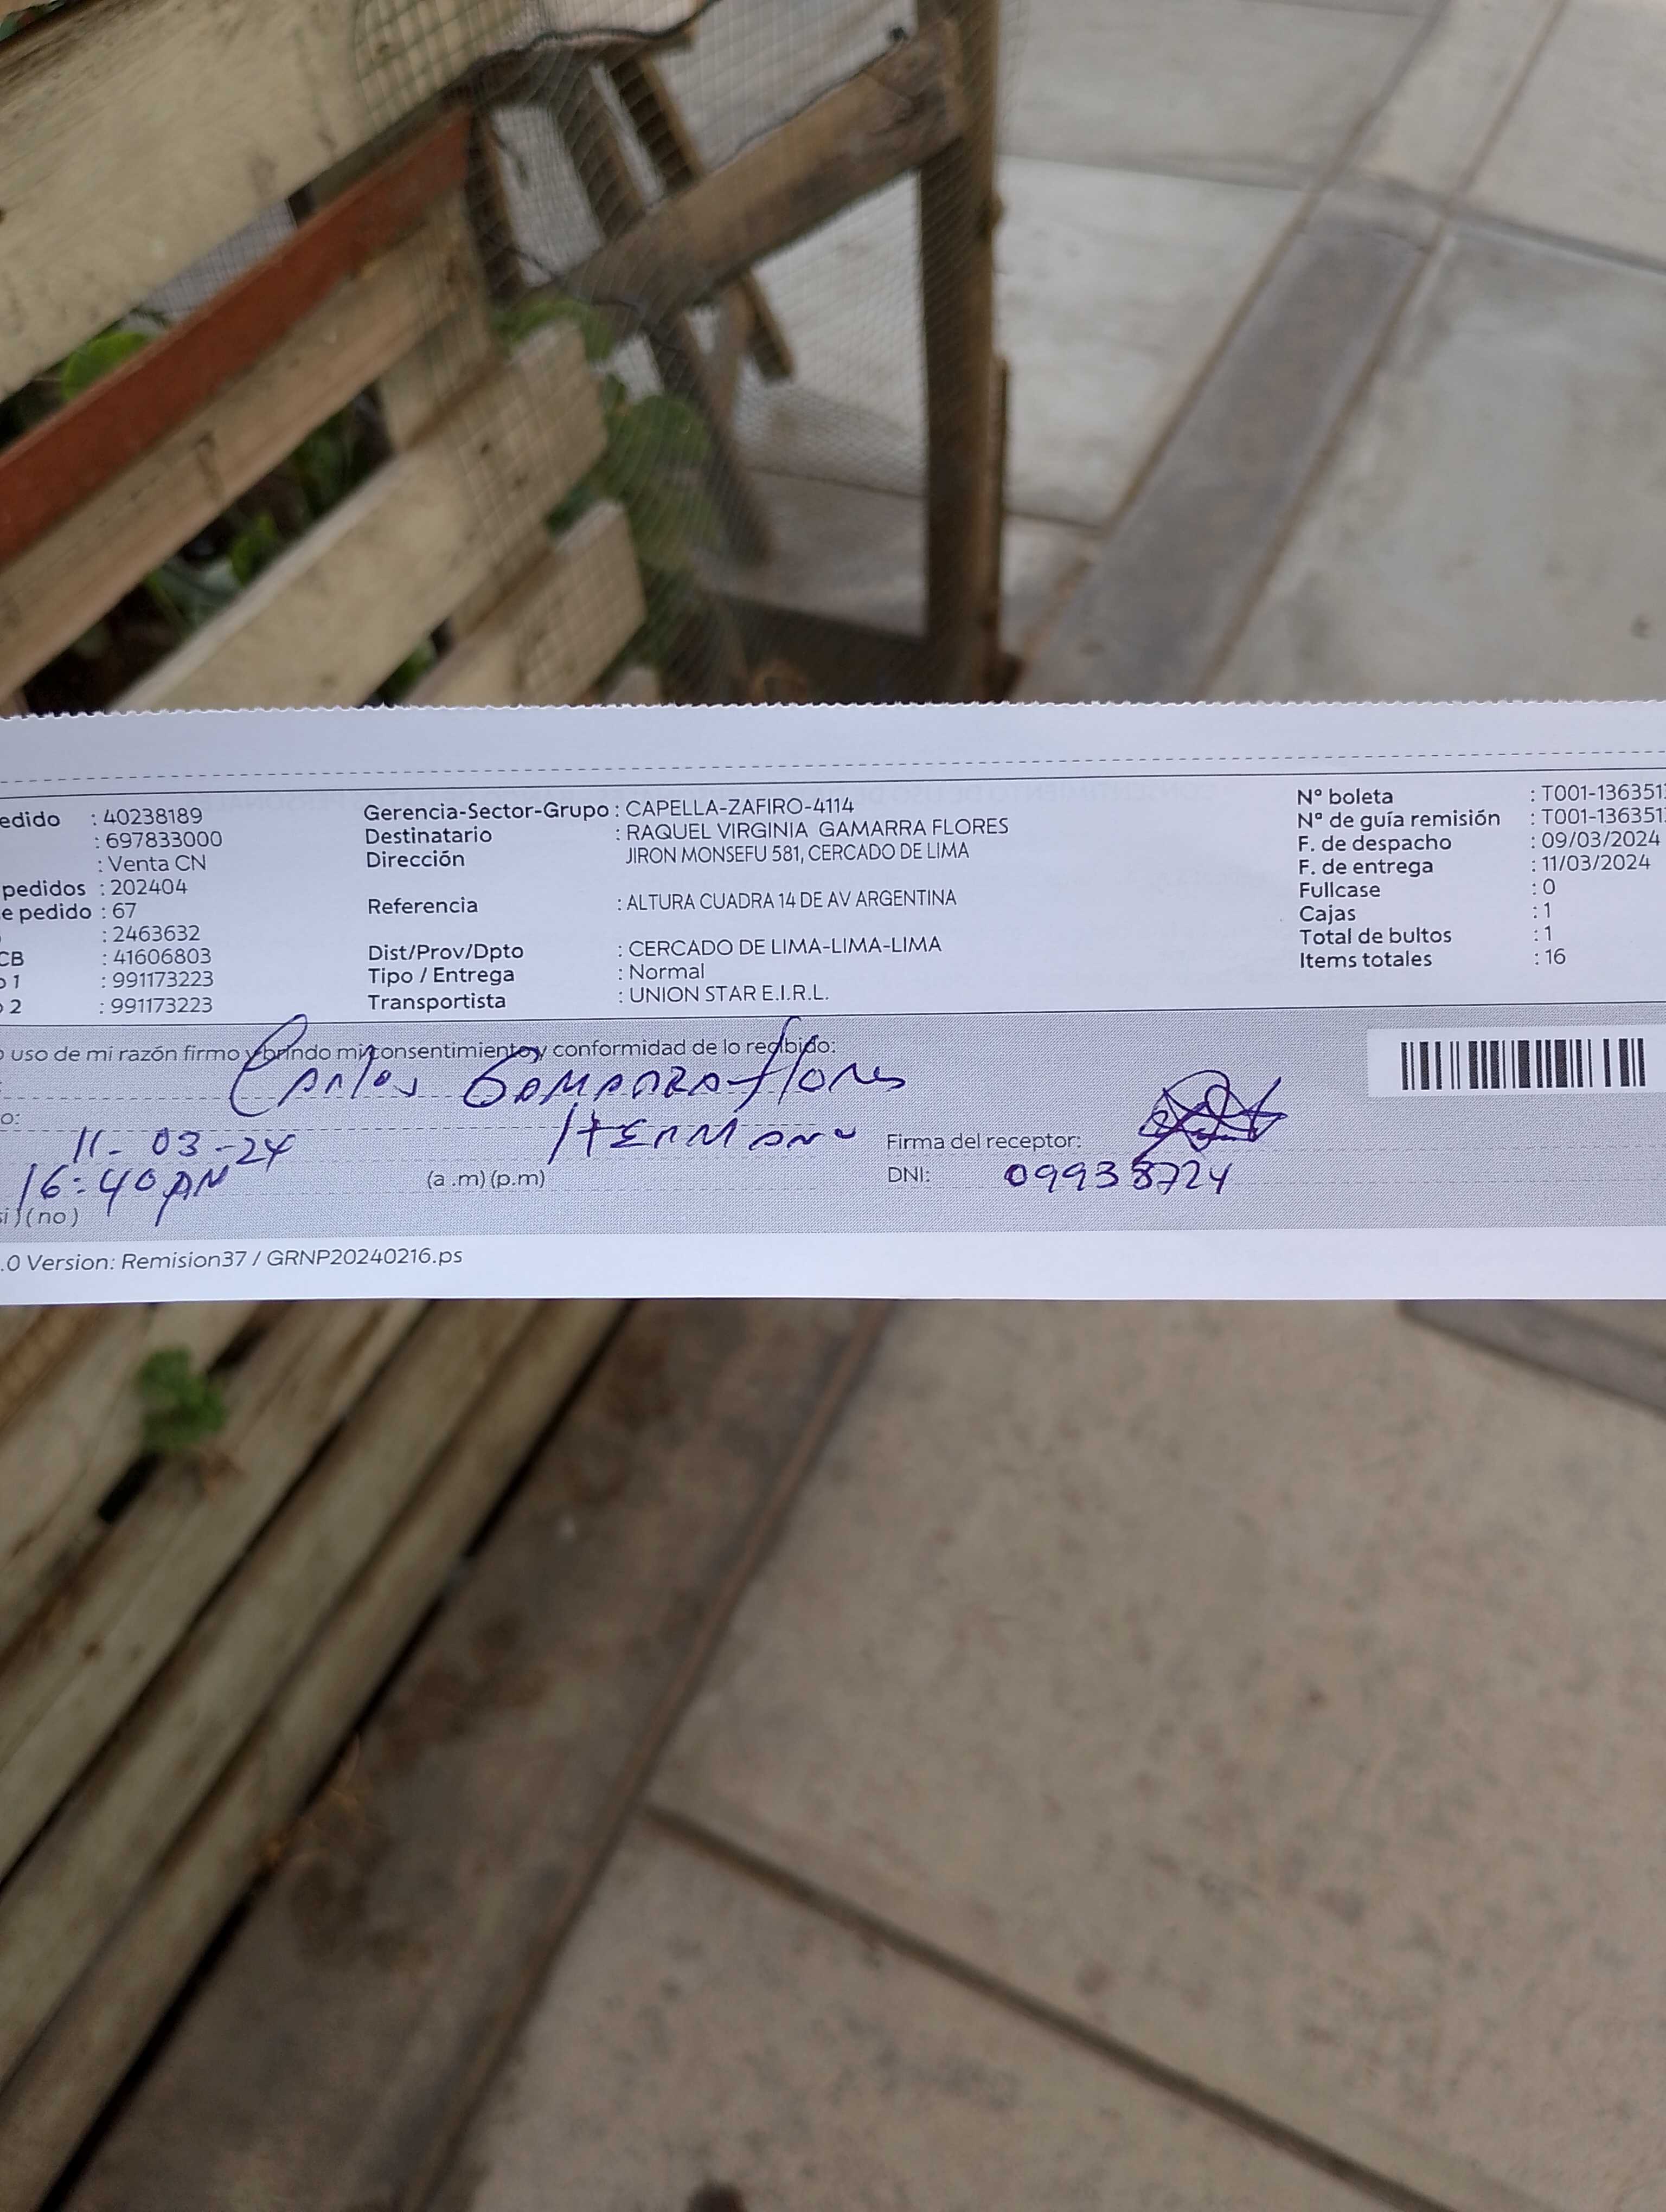 edido : 40238189 Gerencia-Sector-Grupo : CAPELLA-ZAFIRO-4114 N° boleta : T001-136351
: 697833000 Destinatario : RAQUEL VIRGINIA GAMARRA FLORES N° de guía remisión : T001-136351
: Venta CN Dirección JIRON MONSEFU 581, CERCADO DE LIMA F. de despacho : 09/03/2024
pedidos : 202404 F. de entrega : 11/03/2024
e pedido : 67 Referencia : ALTURA CUADRA 14 DE AV ARGENTINA Fullcase : 0
: 2463632 Cajas : 1
CB : 41606803 Dist/Prov/Dpto : CERCADO DE LIMA-LIMA-LIMA Total de bultos : 1
o 1 : 991173223 Tipo / Entrega : Normal Items totales : 16
o 2 : 991173223 Transportista : UNION STAR E.I.R.L.
o uso de mi razón firmo y brindo mi consentimiento y conformidad de lo recibido:
Carlos Gamarra flores
o:
11-03-24 HERMANO Firma del receptor:
16:40 PM (a .m) (p.m) DNI: 09938724
si) (no)
.0 Version: Remision37 / GRNP20240216.ps